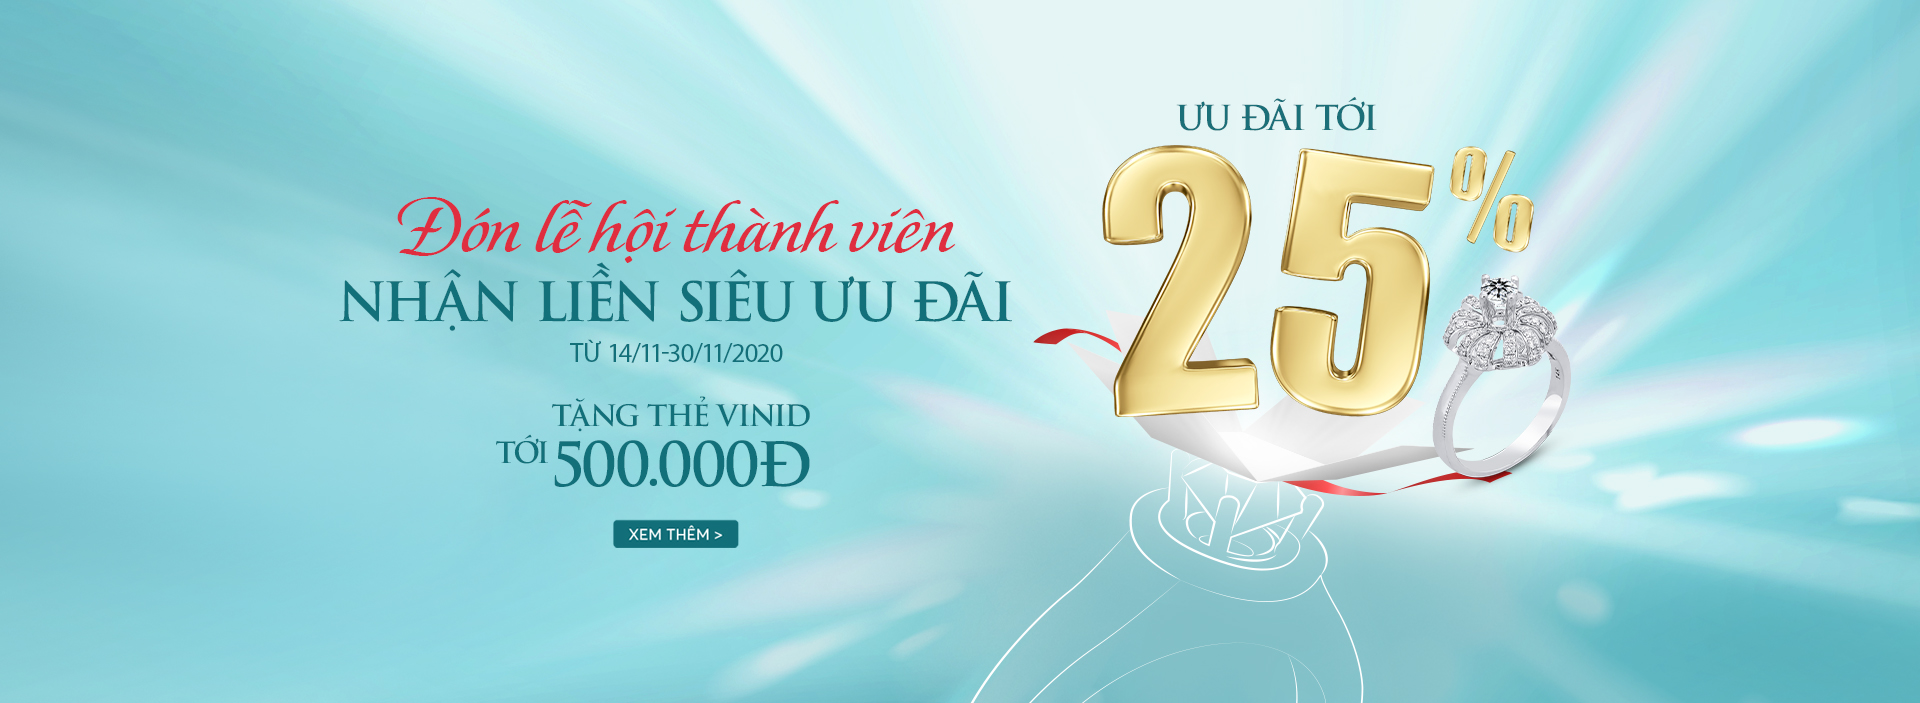 Đón lễ hội thành viên
NHẬN LIỀN SIÊU ƯU ĐÃI
TỪ 14/11-30/11/2020
TẶNG THẺ VINID
TỚI 500.000Đ
XEM THÊM >
ƯU ĐÃI TỚI
25%